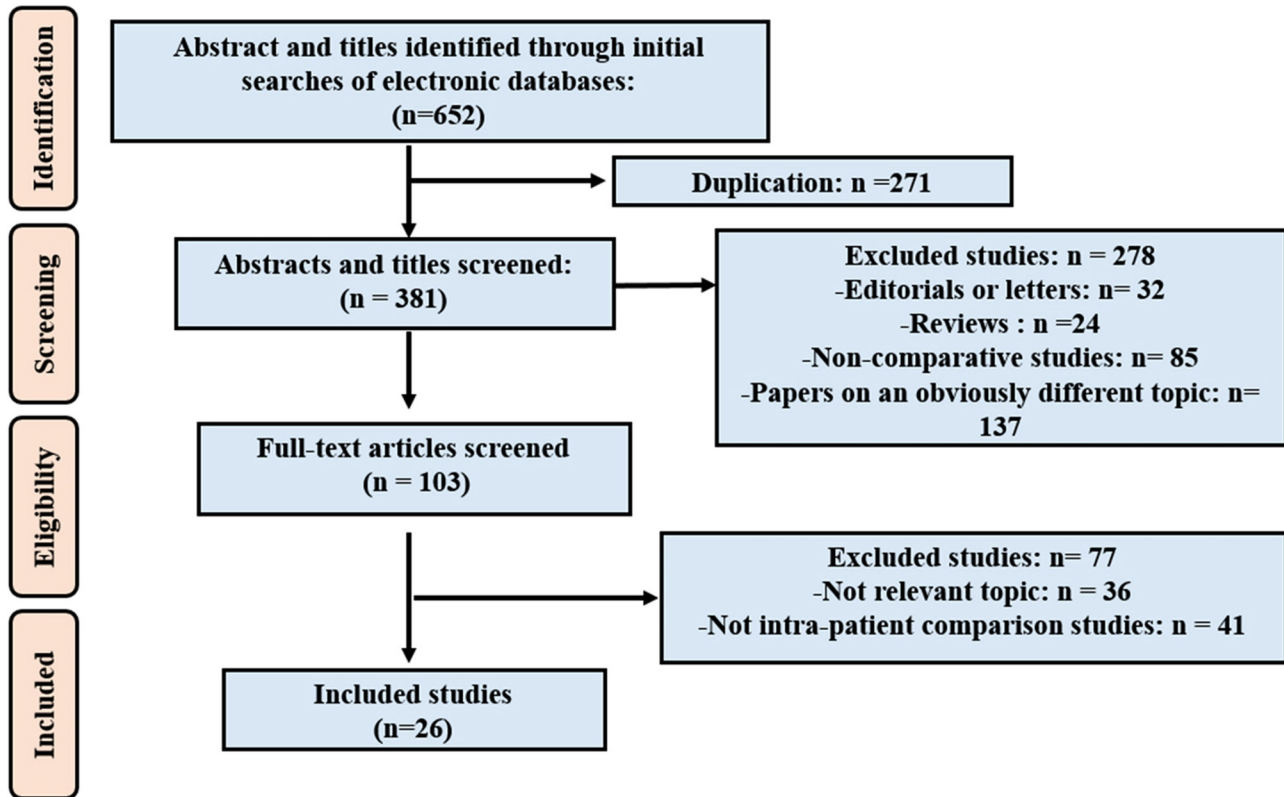 Identification
Abstract and titles identified through initial
searches of electronic databases:
(n=652)
Duplication: n =271
Screening
Abstracts and titles screened:
(n = 381)
Excluded studies: n = 278
-Editorials or letters: n= 32
-Reviews : n =24
-Non-comparative studies: n= 85
-Papers on an obviously different topic: n=
137
Eligibility
Full-text articles screened
(n = 103)
Excluded studies: n= 77
-Not relevant topic: n = 36
-Not intra-patient comparison studies: n = 41
Included
Included studies
(n=26)